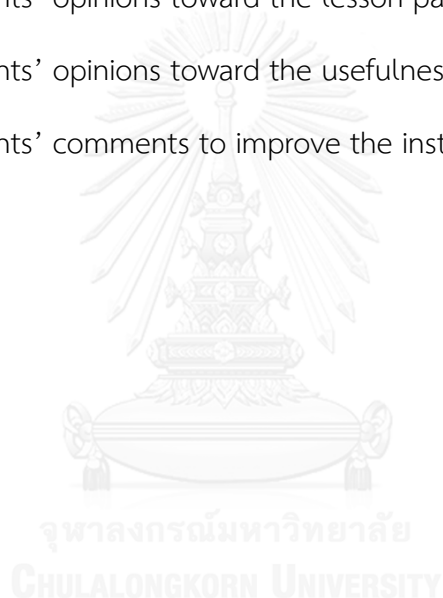 nts’ opinions toward the lesson pa
nts’ opinions toward the usefulnes
nts’ comments to improve the inst
จุฬาลงกรณ์มหาวิทยาลัย
CHULALONGKORN UNIVERSITY